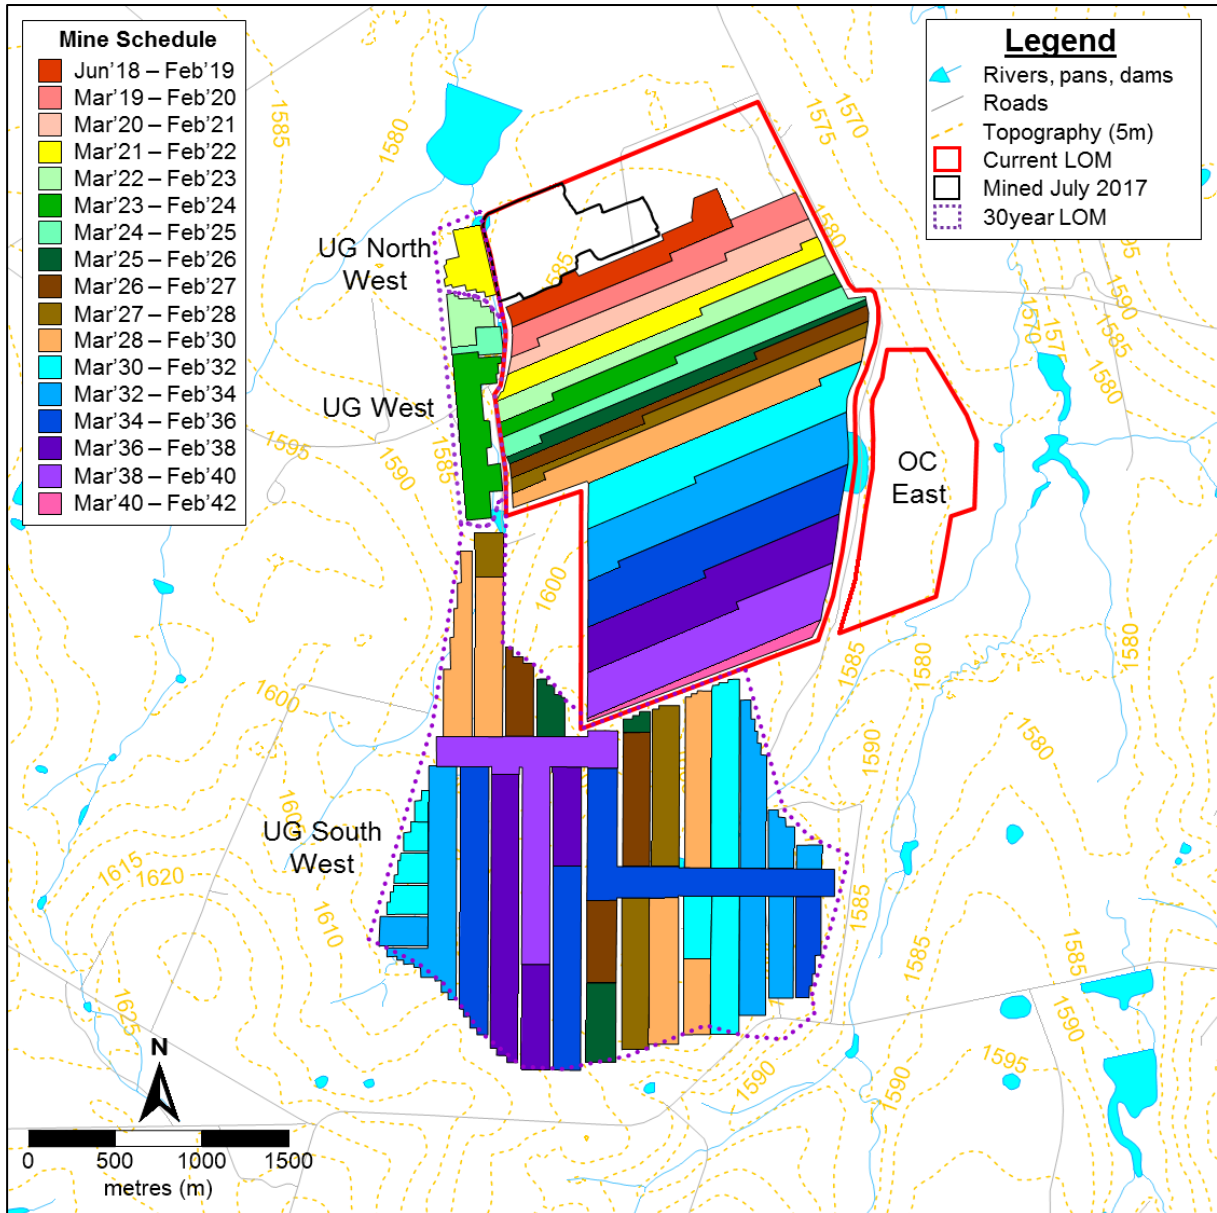 Mine Schedule
Jun'18 – Feb'19
Mar'19 – Feb'20
Mar'20 – Feb'21
Mar'21 – Feb'22
Mar'22 – Feb'23
Mar'23 – Feb'24
Mar'24 – Feb'25
Mar'25 – Feb'26
Mar'26 – Feb'27
Mar'27 – Feb'28
Mar'28 – Feb'30
Mar'30 – Feb'32
Mar'32 – Feb'34
Mar'34 – Feb'36
Mar'36 – Feb'38
Mar'38 – Feb'40
Mar'40 – Feb'42
Legend
Rivers, pans, dams
Roads
Topography (5m)
Current LOM
Mined July 2017
30year LOM
1585
1580
1575
1570
1580
1585
1595
1590
1585
1570
1575
1580
UG North
West
585
1595
1590
1585
UG West
OC
East
1600
1600
1585
1580
1580
1590
1580
UG South
West
1615
1620
1610
1625
1585
1585
1585
1590
1590
1590
1595
N
0 500 1000 1500
metres (m)